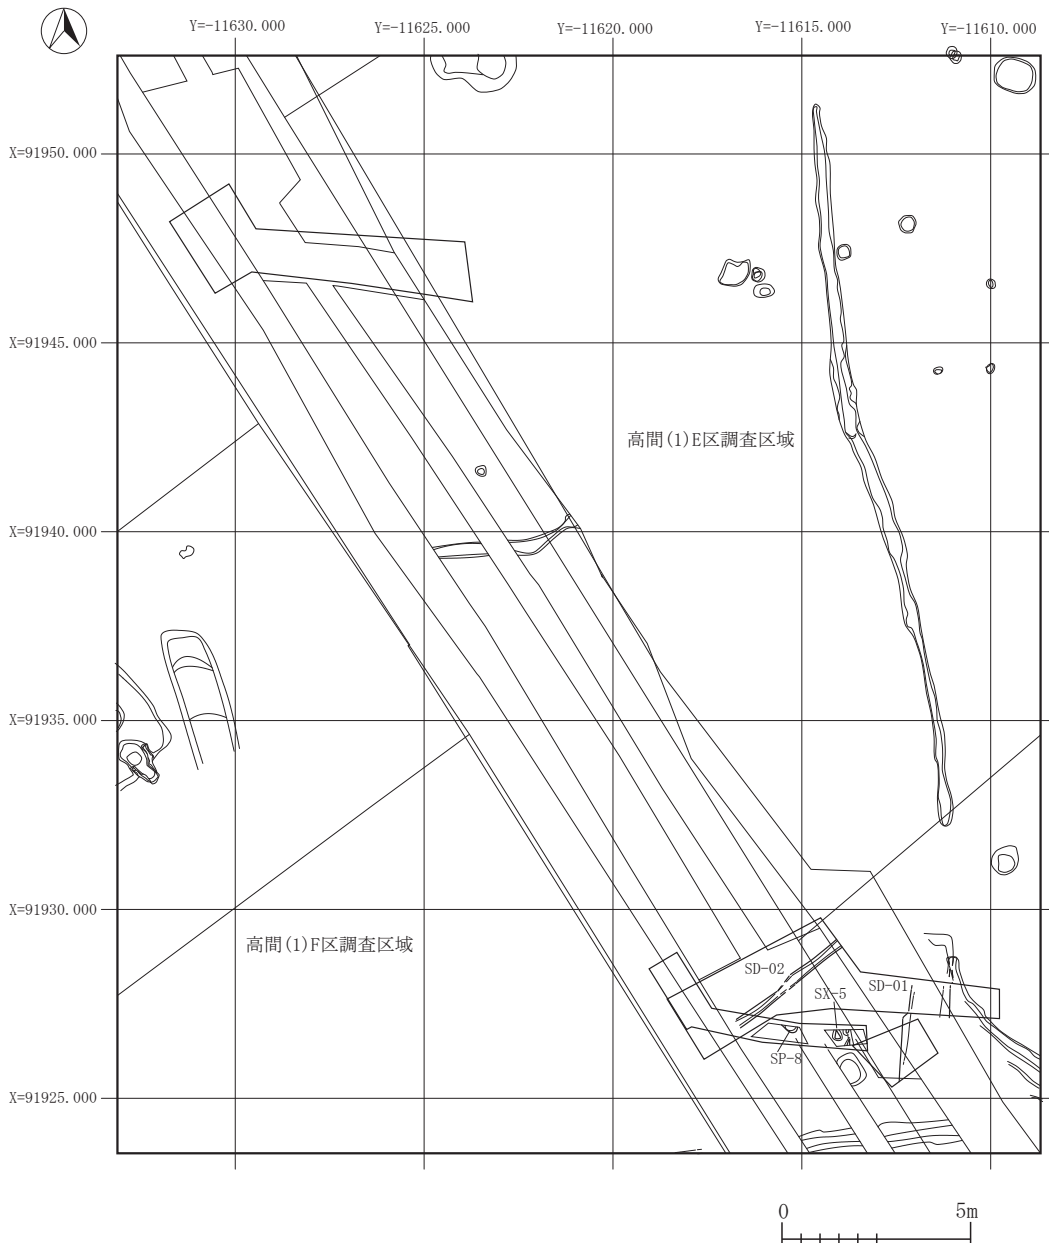 Y=-11630.000 Y=-11625.000 Y=-11620.000 Y=-11615.000 Y=-11610.000
X=91950.000
X=91945.000
高間(1)E区調査区域
X=91940.000
X=91935.000
X=91930.000
高間(1)F区調査区域
SD-02
SD-01
SX-5
SP-8
X=91925.000
0 5m